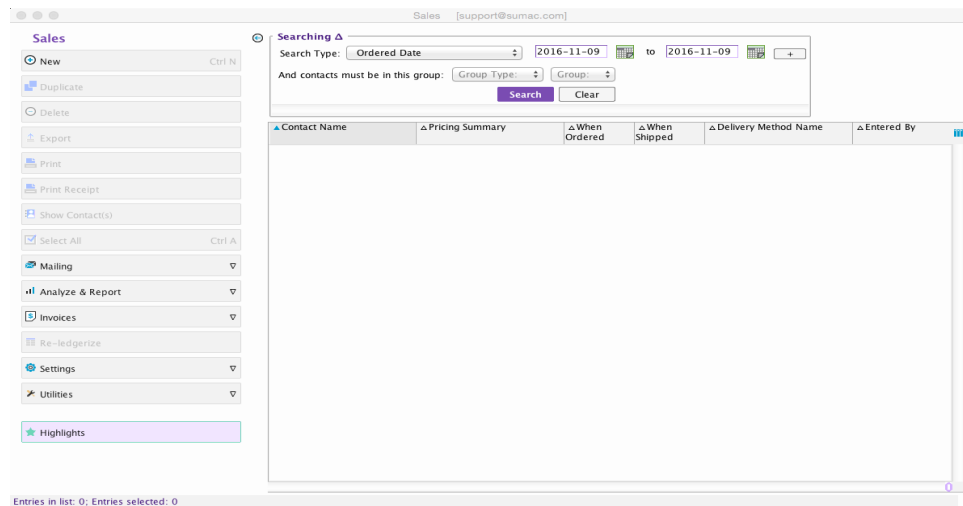 Sales [support@sumac.com]
Sales
New Ctrl N
Duplicate
Delete
Export
Print
Print Receipt
Show Contact(s)
Select All Ctrl A
Mailing
Analyze & Report
Invoices
Re-ledgerize
Settings
Utilities
Highlights
Searching
Search Type: Ordered Date 2016-11-09 to 2016-11-09 +
And contacts must be in this group: Group Type: Group:
Search Clear
Contact Name Pricing Summary When Ordered When Shipped Delivery Method Name Entered By
0
Entries in list: 0; Entries selected: 0